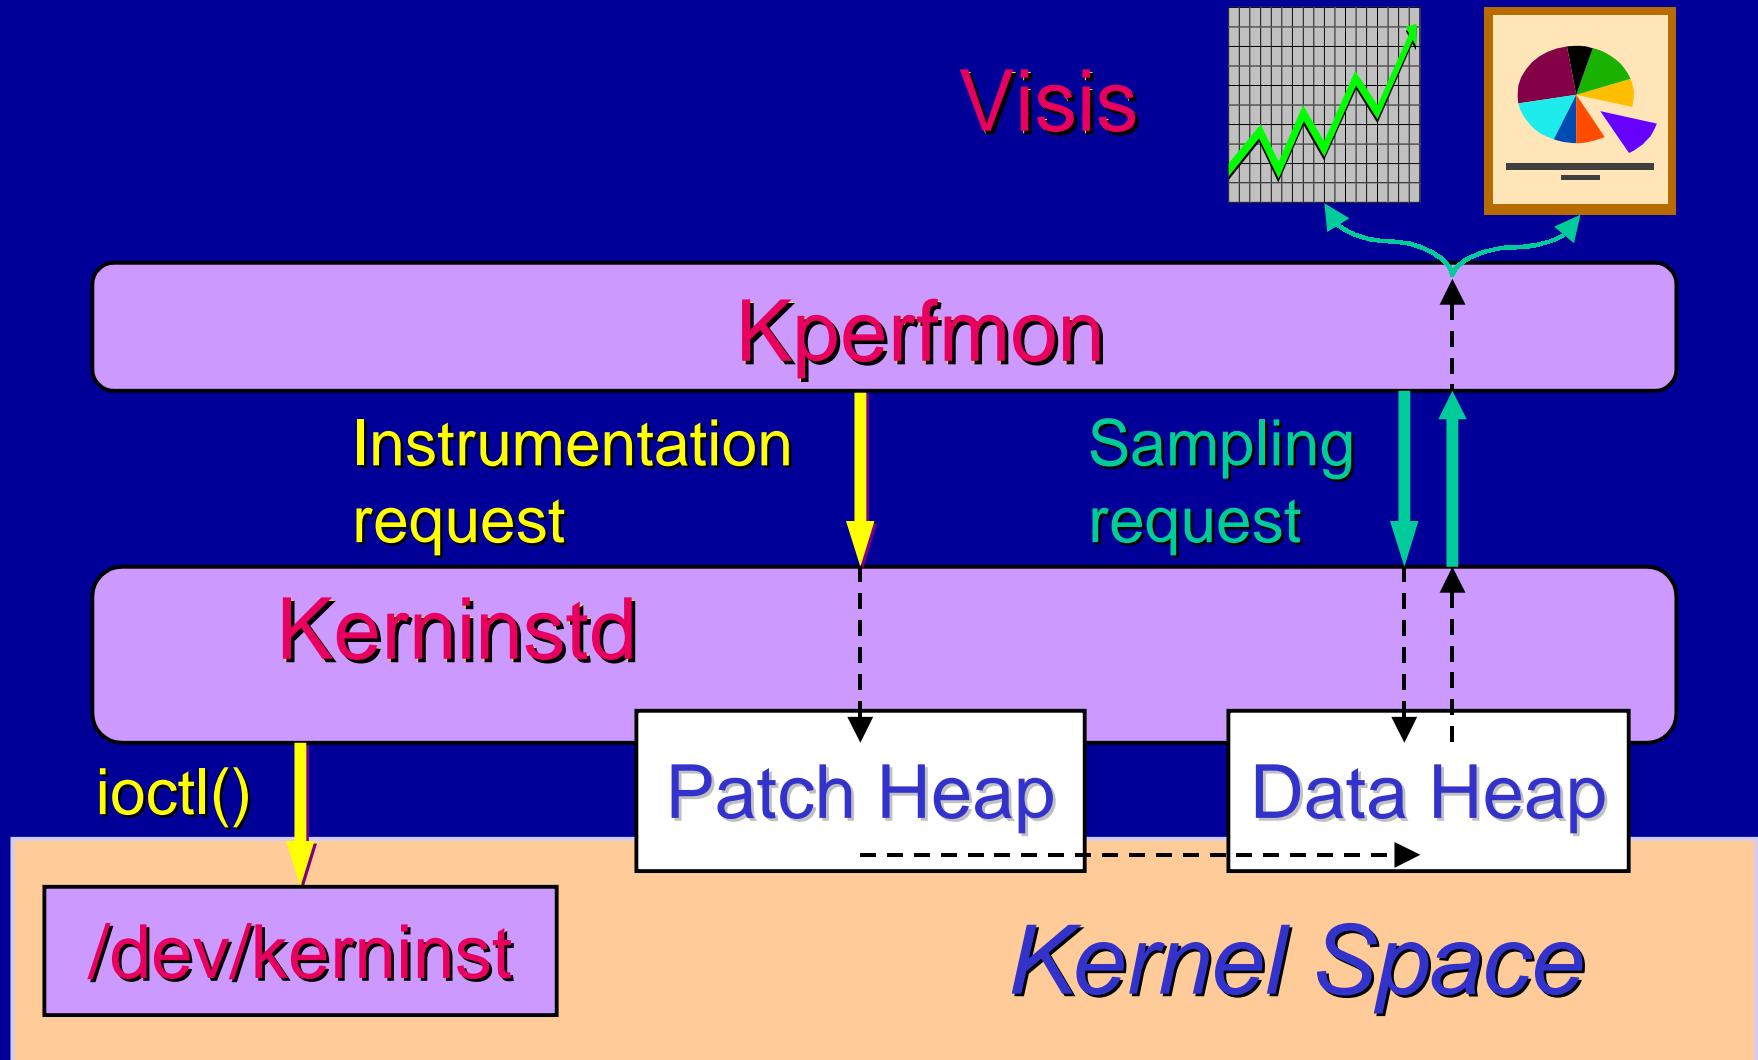 Visis
Kperfmon
Instrumentation
request
Sampling
request
Kerninstd
ioctl()
Patch Heap
Data Heap
/dev/kerninst
Kernel Space